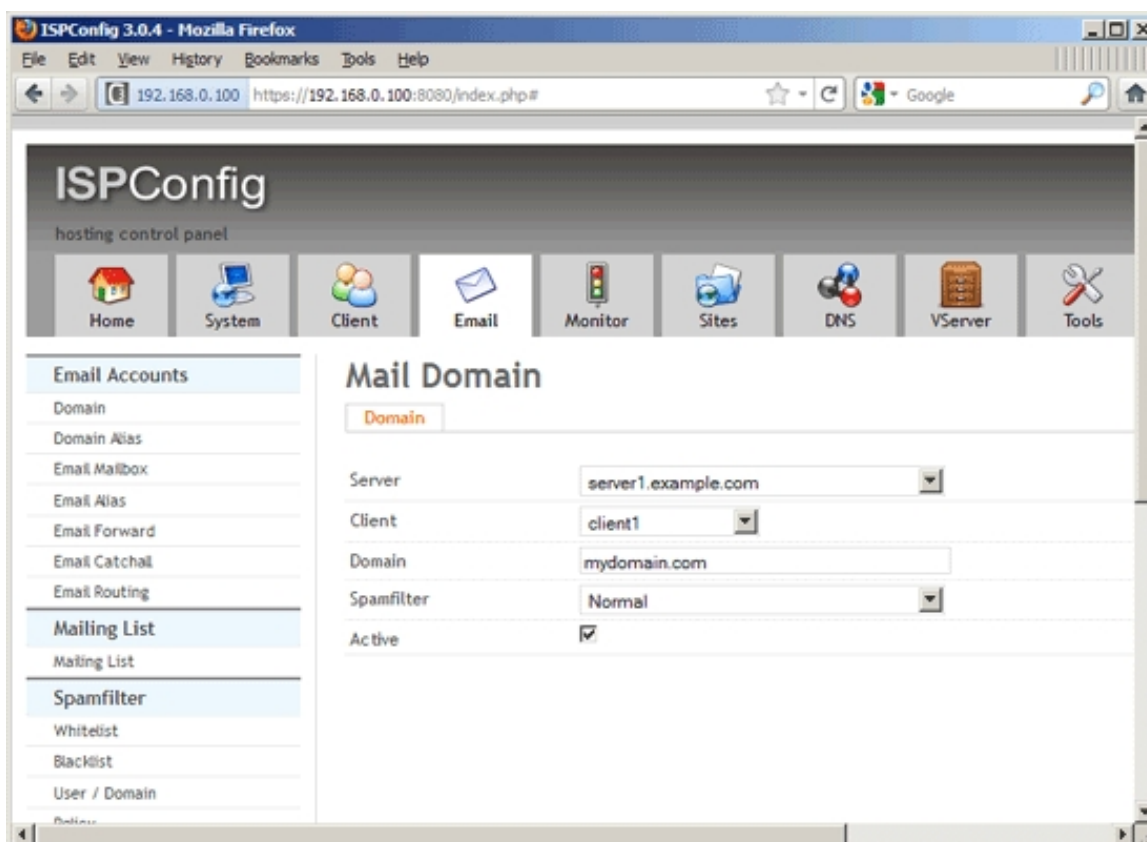 ISPConfig 3.0.4 - Mozilla Firefox
File Edit View History Bookmarks Tools Help
192.168.0.100 https://192.168.0.100:8080/index.php# Google
ISPConfig
hosting control panel
Home System Client Email Monitor Sites DNS VServer Tools
Email Accounts
Domain
Domain Alias
Email Mailbox
Email Alias
Email Forward
Email Catchall
Email Routing
Mailing List
Mailing List
Spamfilter
Whitelist
Blacklist
User / Domain
Policy
Mail Domain
Domain
Server server1.example.com
Client client1
Domain mydomain.com
Spamfilter Normal
Active